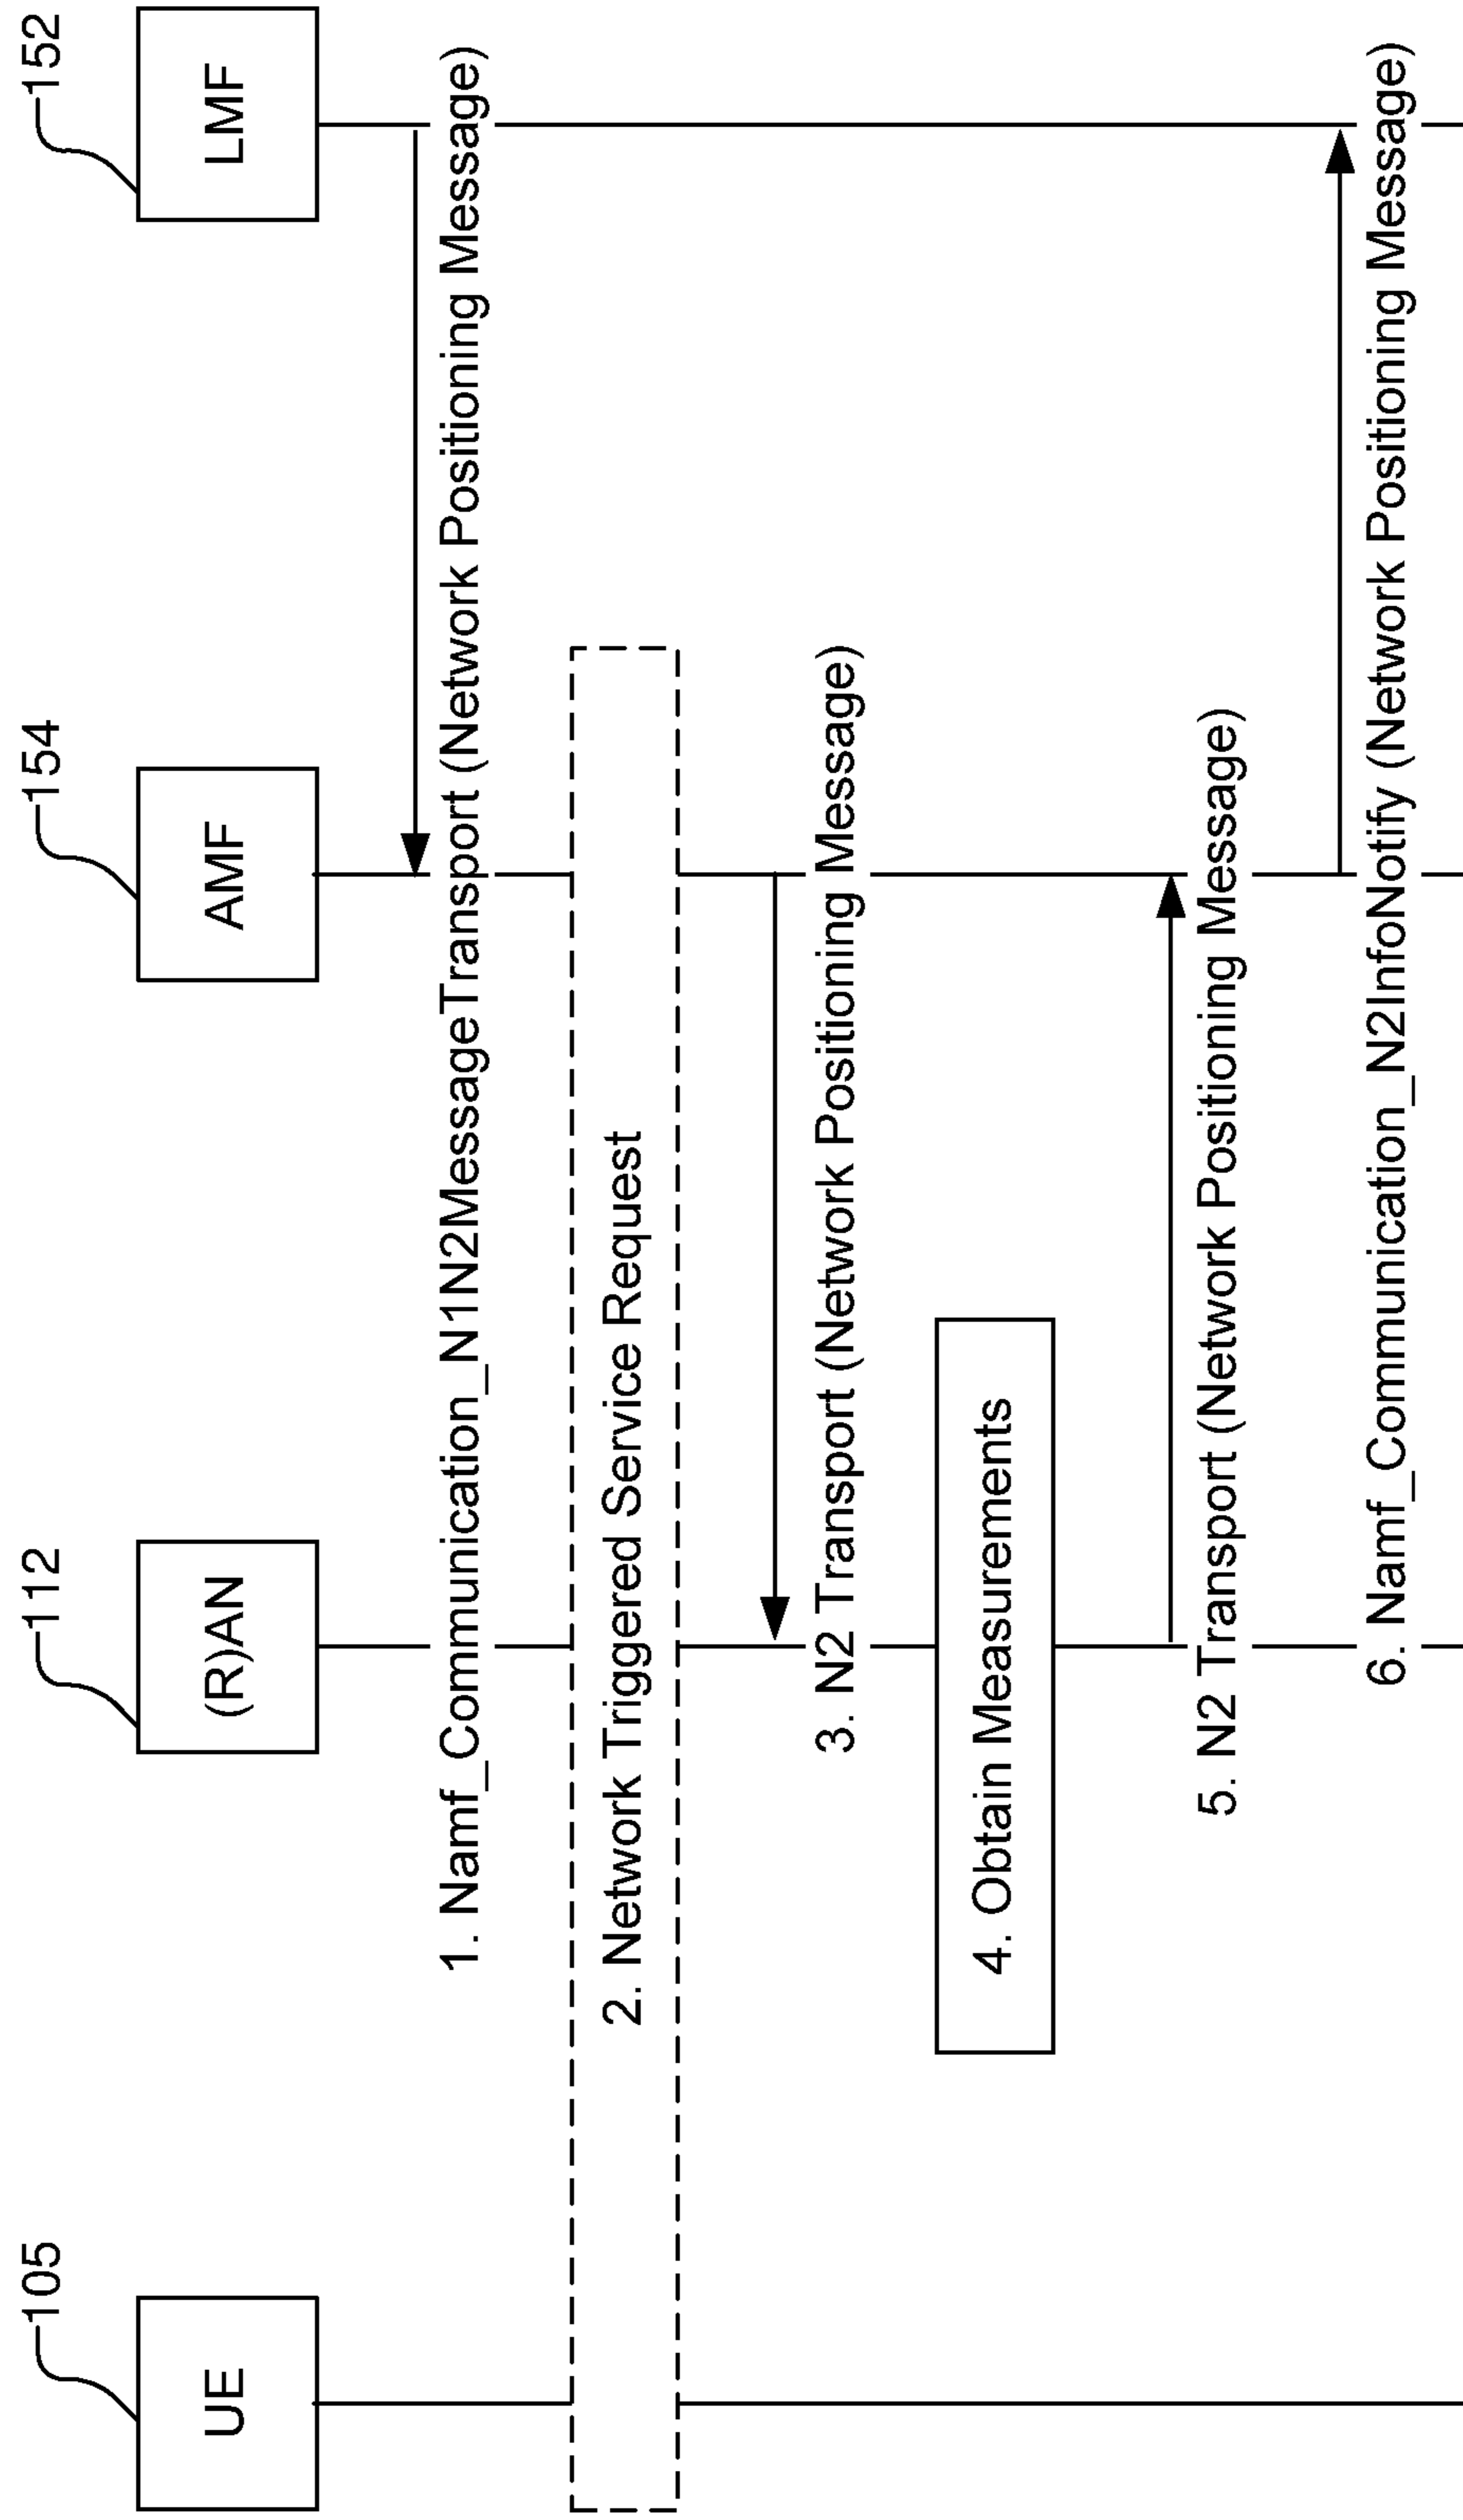 105
112
154
152
UE
(R)AN
AMF
LMF
1. Namf_Communication_N1N2MessageTransport (Network Positioning Message)
2. Network Triggered Service Request
3. N2 Transport (Network Positioning Message)
4. Obtain Measurements
5. N2 Transport (Network Positioning Message)
6. Namf_Communication_N2InfoNotify (Network Positioning Message)